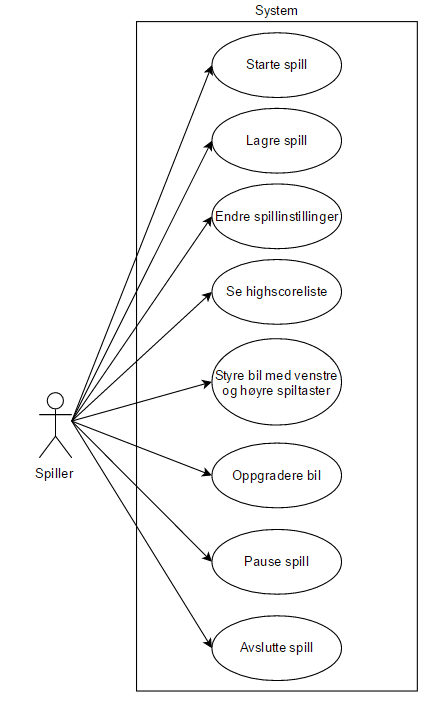 System
Starte spill
Lagre spill
Endre spillinstillinger
Se highscoreliste
Styre bil med venstre
og høyre spiltaster
Oppgradere bil
Pause spill
Avslutte spill
Spiller